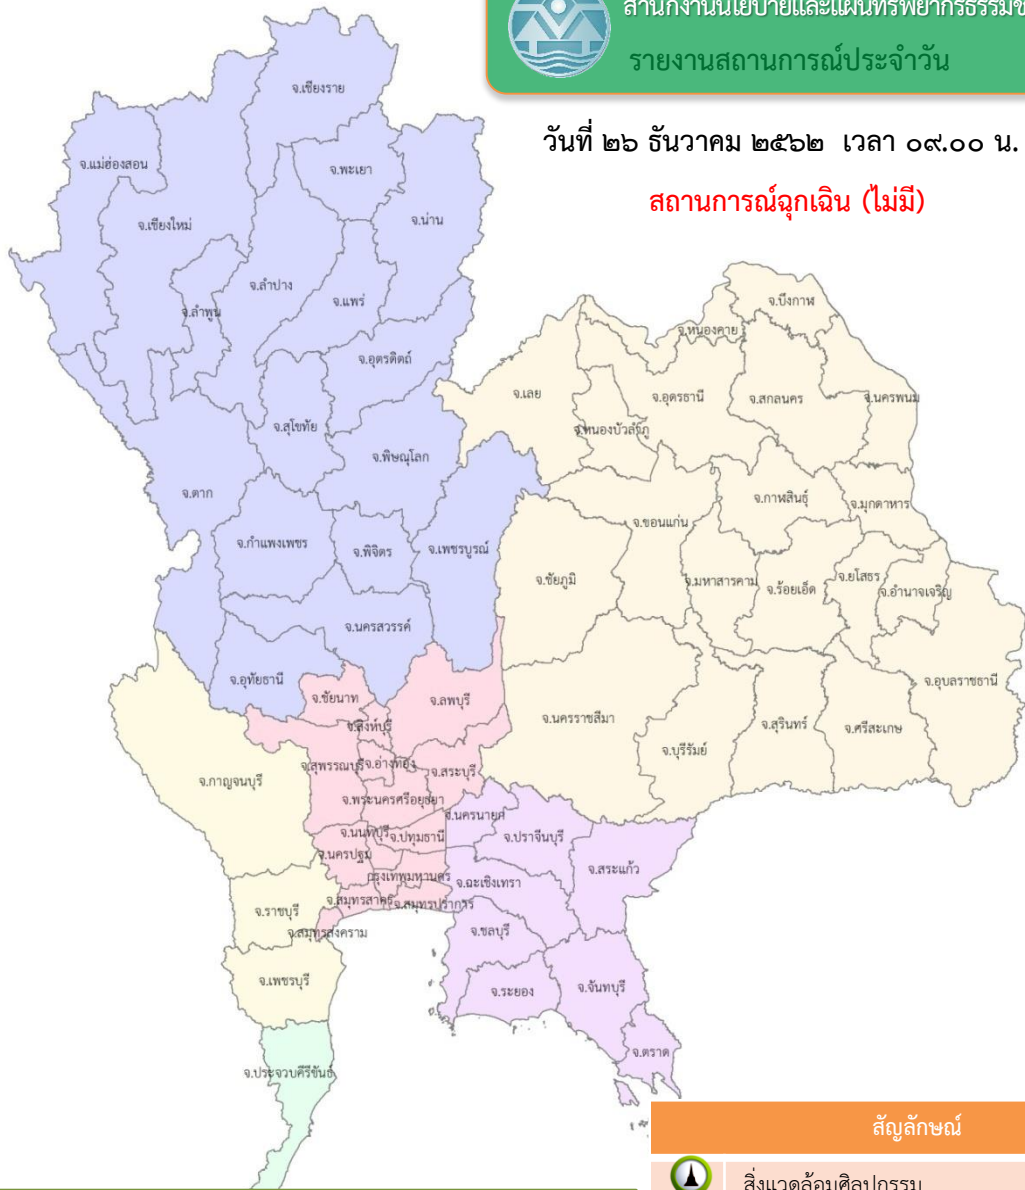 สำนักงานนโยบายและแผนทรัพยากรธรรมช
รายงานสถานการณ์ประจำวัน
วันที่ ๒๖ ธันวาคม ๒๕๖๒ เวลา ๐๙.๐๐ น.
สถานการณ์ฉุกเฉิน (ไม่มี)
จ.เชียงราย
จ.แม่ฮ่องสอน
จ.พะเยา
จ.เชียงใหม่
จ.น่าน
จ.ลำปาง
จ.แพร่
จ.ลำพูน
จ.บึงกาฬ
จ.หนองคาย
จ.อุตรดิตถ์
จ.เลย
จ.อุดรธานี
จ.สกลนคร
จ.นครพนม
จ.สุโขทัย
จ.หนองบัวลำภู
จ.พิษณุโลก
จ.ตาก
จ.กาฬสินธุ์
จ.มุกดาหาร
จ.ขอนแก่น
จ.กำแพงเพชร
จ.พิจิตร
จ.เพชรบูรณ์
จ.ชัยภูมิ
จ.มหาสารคาม
จ.ร้อยเอ็ด
จ.ยโสธร
จ.อำนาจเจริญ
จ.นครสวรรค์
จ.อุทัยธานี
จ.อุบลราชธานี
จ.ชัยนาท
จ.ลพบุรี
จ.นครราชสีมา
จ.สุรินทร์
จ.ศรีสะเกษ
จ.สิงห์บุรี
จ.บุรีรัมย์
จ.กาญจนบุรี
จ.สุพรรณบุรี
จ.อ่างทอง
จ.สระบุรี
จ.พระนครศรีอยุธยา
จ.นครนายก
จ.นนทบุรี
จ.ปทุมธานี
จ.ปราจีนบุรี
จ.นครปฐม
จ.สระแก้ว
กรุงเทพมหานคร
จ.ฉะเชิงเทรา
จ.สมุทรสาคร
จ.สมุทรปราการ
จ.ราชบุรี
จ.สมุทรสงคราม
จ.ชลบุรี
จ.เพชรบุรี
จ.ระยอง
จ.จันทบุรี
จ.ตราด
จ.ประจวบคีรีขันธ์
สัญลักษณ์
สิ่งแวดล้อมศิลปกรรม